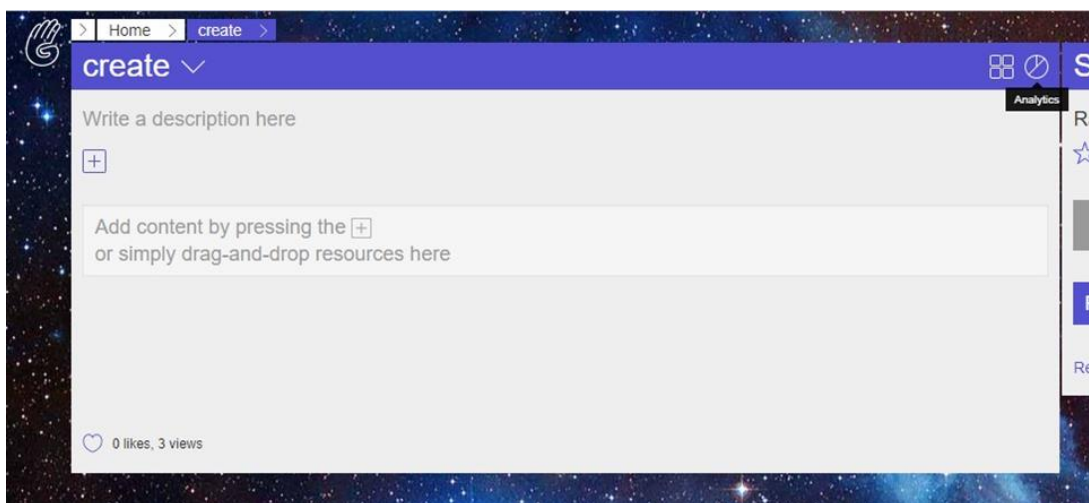 Home
create
create
Analytics
Write a description here
Add content by pressing the
or simply drag-and-drop resources here
0 likes, 3 views
Re